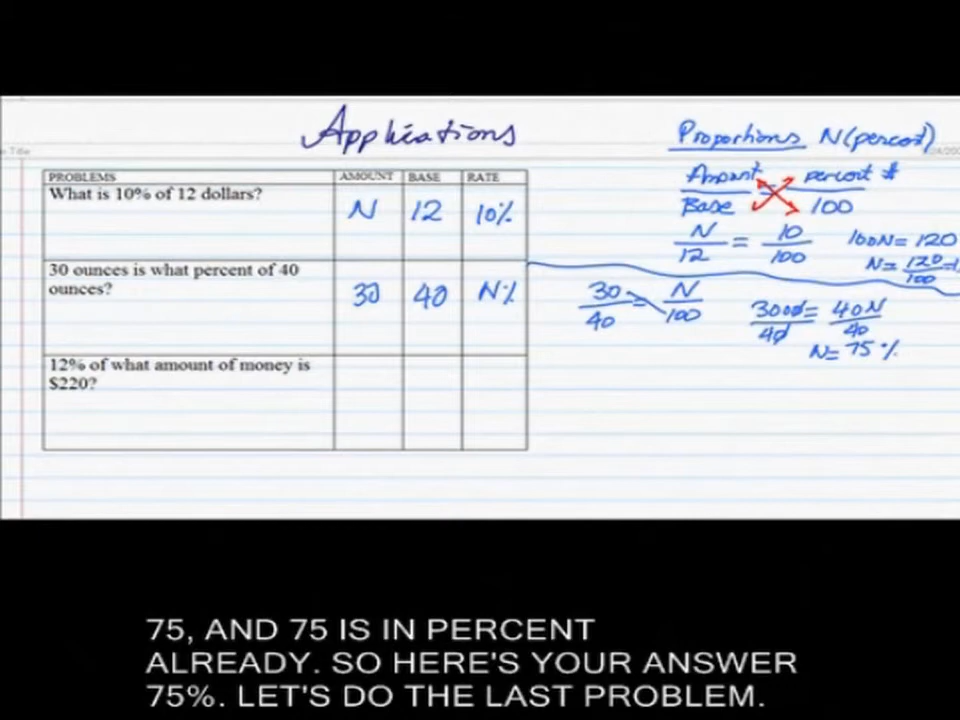 Applications
Proportions N(percent)
PROBLEMS AMOUNT BASE RATE
Amount = percent #
Base 100
What is 10% of 12 dollars? N 12 10%
N/12 = 10/100 100N = 120
N = 120/100 =
30 ounces is what percent of 40
ounces? 30 40 N%
30/40 = N/100 3000/40 = 40N/40
N = 75%
12% of what amount of money is
$220?
75, AND 75 IS IN PERCENT
ALREADY. SO HERE'S YOUR ANSWER
75%. LET'S DO THE LAST PROBLEM.